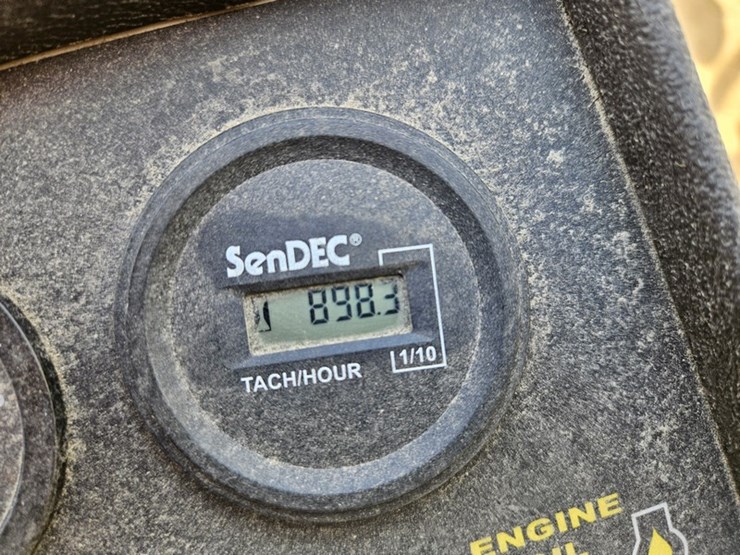 SenDEC®
898.3
1/10
TACH/HOUR
ENGINE